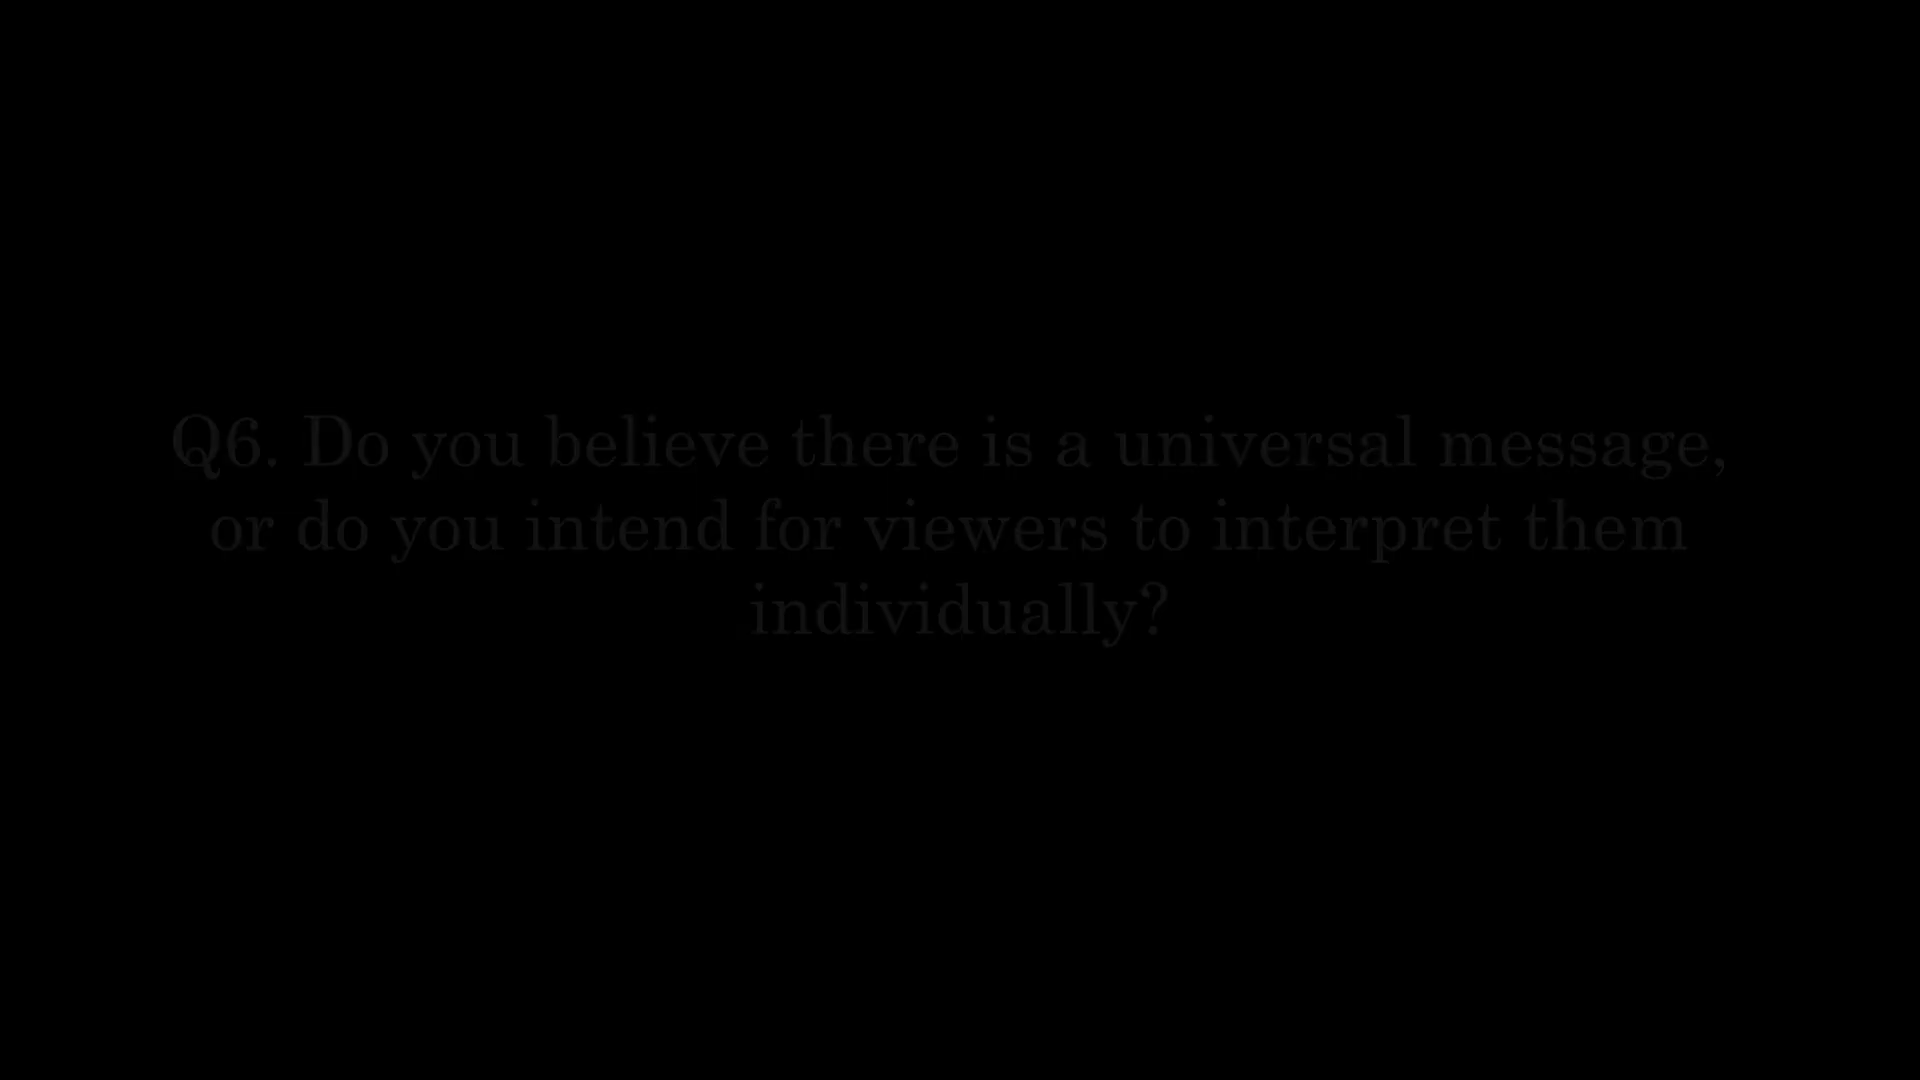 Q6. Do you believe there is a universal message,
or do you intend for viewers to interpret them
individually?